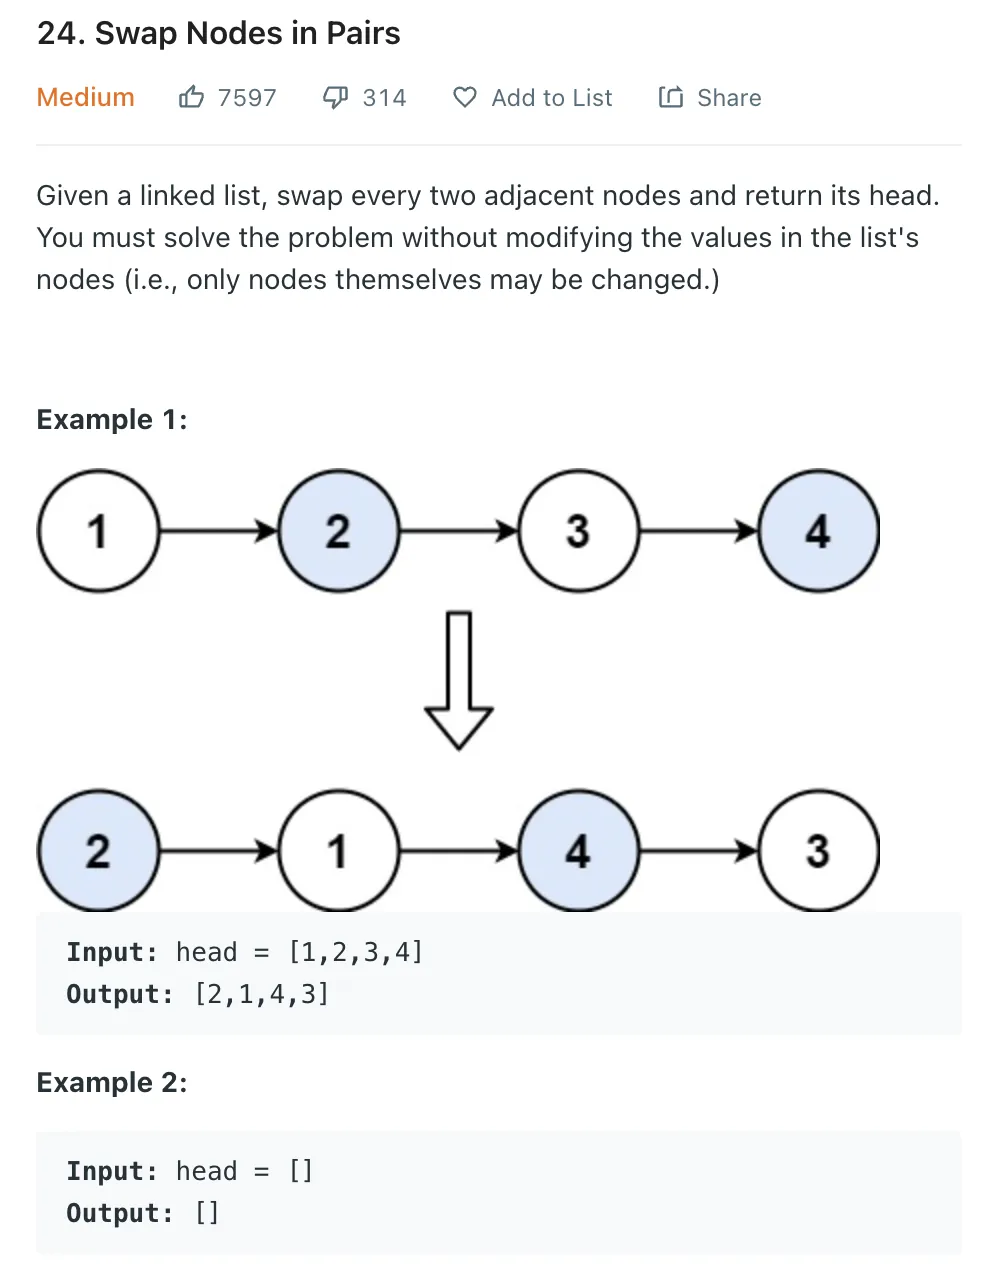 24. Swap Nodes in Pairs
Medium 7597 314 Add to List Share
Given a linked list, swap every two adjacent nodes and return its head.
You must solve the problem without modifying the values in the list's
nodes (i.e., only nodes themselves may be changed.)
Example 1:
1 2 3 4
2 1 4 3
Input: head = [1,2,3,4]
Output: [2,1,4,3]
Example 2:
Input: head = []
Output: []